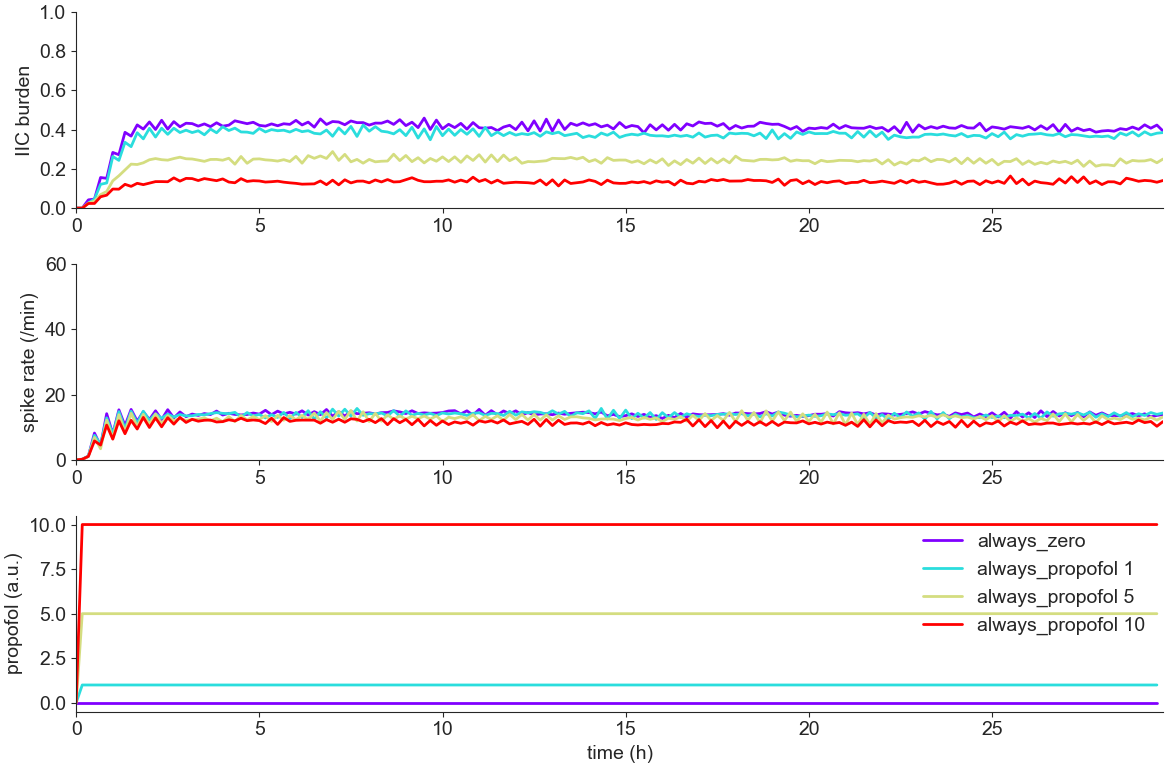 IIC burden
1.0
0.8
0.6
0.4
0.2
0.0
0 5 10 15 20 25
spike rate (/min)
60
40
20
0
0 5 10 15 20 25
propofol (a.u.)
10.0
7.5
5.0
2.5
0.0
always_zero
always_propofol 1
always_propofol 5
always_propofol 10
0 5 10 15 20 25
time (h)